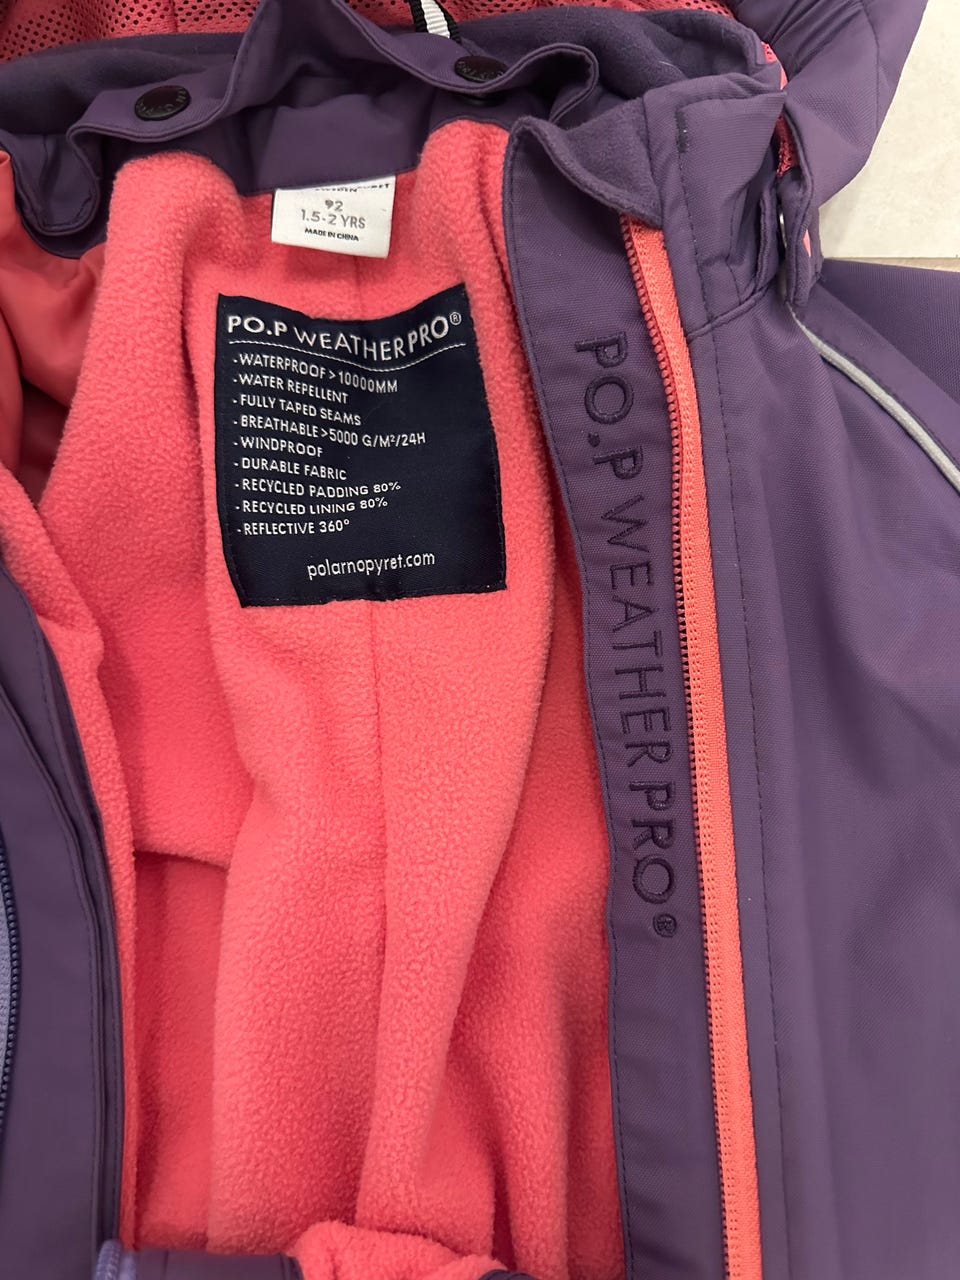 SWEDEN
92
1.5-2 YRS
MADE IN CHINA
PO.P WEATHERPRO®
-WATERPROOF > 10000MM
-WATER REPELLENT
-FULLY TAPED SEAMS
-BREATHABLE >5000 G/M²/24H
-WINDPROOF
-DURABLE FABRIC
-RECYCLED PADDING 80%
-RECYCLED LINING 80%
-REFLECTIVE 360°
polarnopyret.com
PO.P WEATHERPRO®